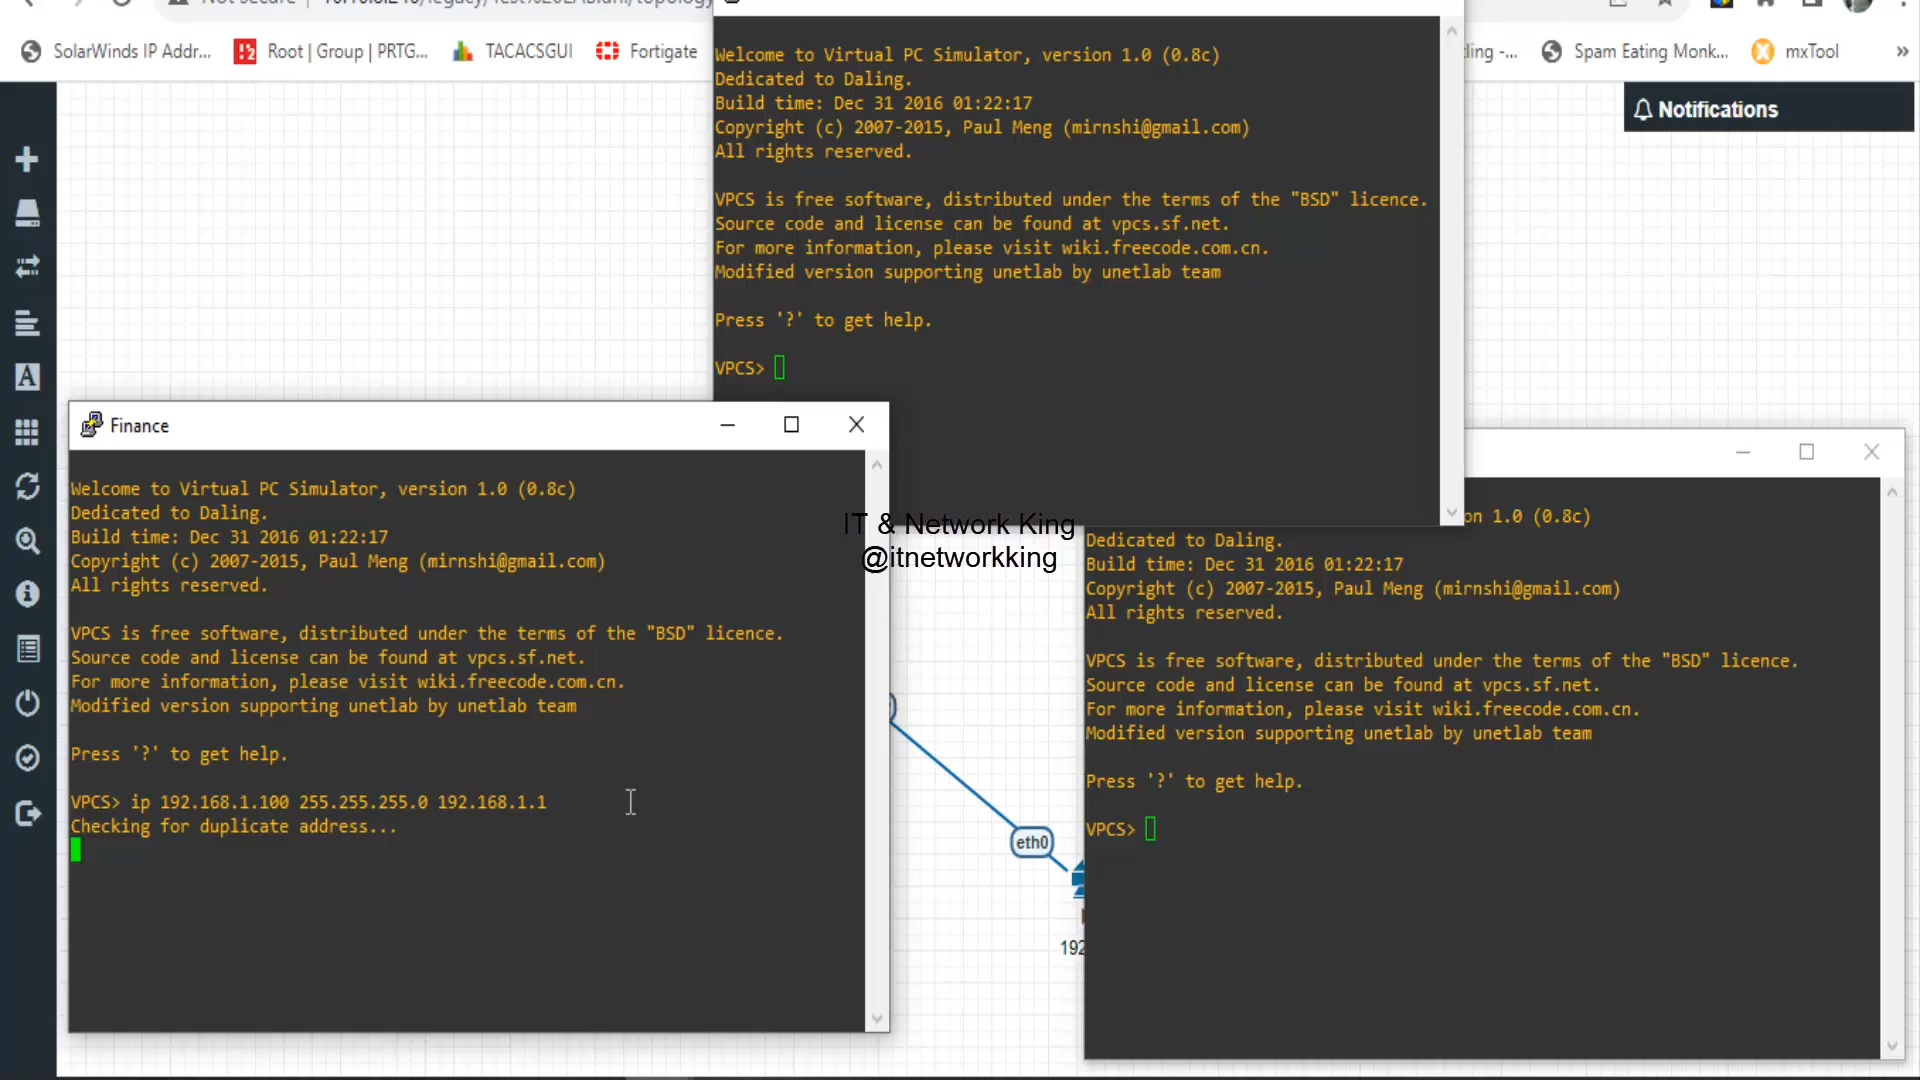 SolarWinds IP Addr...
Root | Group | PRTG...
TACACSGUI
Fortigate
Spam Eating Monk...
mxTool
»
Notifications
Welcome to Virtual PC Simulator, version 1.0 (0.8c)
Dedicated to Daling.
Build time: Dec 31 2016 01:22:17
Copyright (c) 2007-2015, Paul Meng (mirnshi@gmail.com)
All rights reserved.
VPCS is free software, distributed under the terms of the "BSD" licence.
Source code and license can be found at vpcs.sf.net.
For more information, please visit wiki.freecode.com.cn.
Modified version supporting unetlab by unetlab team
Press '?' to get help.
VPCS>
Finance
Welcome to Virtual PC Simulator, version 1.0 (0.8c)
Dedicated to Daling.
Build time: Dec 31 2016 01:22:17
Copyright (c) 2007-2015, Paul Meng (mirnshi@gmail.com)
All rights reserved.
VPCS is free software, distributed under the terms of the "BSD" licence.
Source code and license can be found at vpcs.sf.net.
For more information, please visit wiki.freecode.com.cn.
Modified version supporting unetlab by unetlab team
Press '?' to get help.
VPCS> ip 192.168.1.100 255.255.255.0 192.168.1.1
Checking for duplicate address...
IT & Network King
@itnetworkking
eth0
192
on 1.0 (0.8c)
Dedicated to Daling.
Build time: Dec 31 2016 01:22:17
Copyright (c) 2007-2015, Paul Meng (mirnshi@gmail.com)
All rights reserved.
VPCS is free software, distributed under the terms of the "BSD" licence.
Source code and license can be found at vpcs.sf.net.
For more information, please visit wiki.freecode.com.cn.
Modified version supporting unetlab by unetlab team
Press '?' to get help.
VPCS>